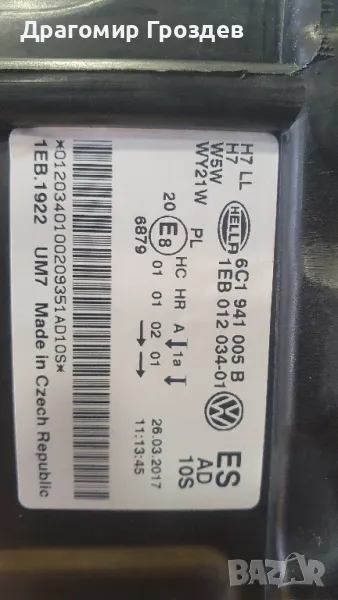 Драгомир Гроздев
H7 LL
H7
W5W
WY21W
HELLA
6C1 941 005 B
1EB 012 034-01
ES
AD
10S
PL
20 E8 HC HR A 1a
6879 01 01 02 01
26.03.2017
11:13:45
*0120340100209351AD10S*
1EB.1922 UM7 Made in Czech Republic
BAZAR
bg